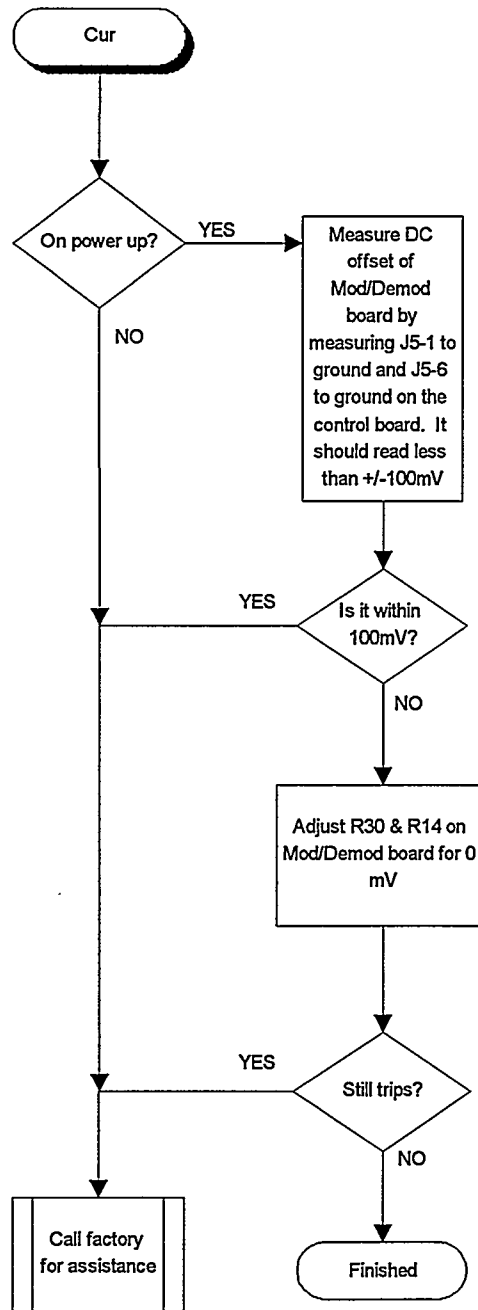 Cur
On power up?
YES
NO
Measure DC
offset of
Mod/Demod
board by
measuring J5-1 to
ground and J5-6
to ground on the
control board. It
should read less
than +/-100mV
YES
Is it within
100mV?
NO
Adjust R30 & R14 on
Mod/Demod board for 0
mV
YES
Still trips?
NO
Call factory
for assistance
Finished